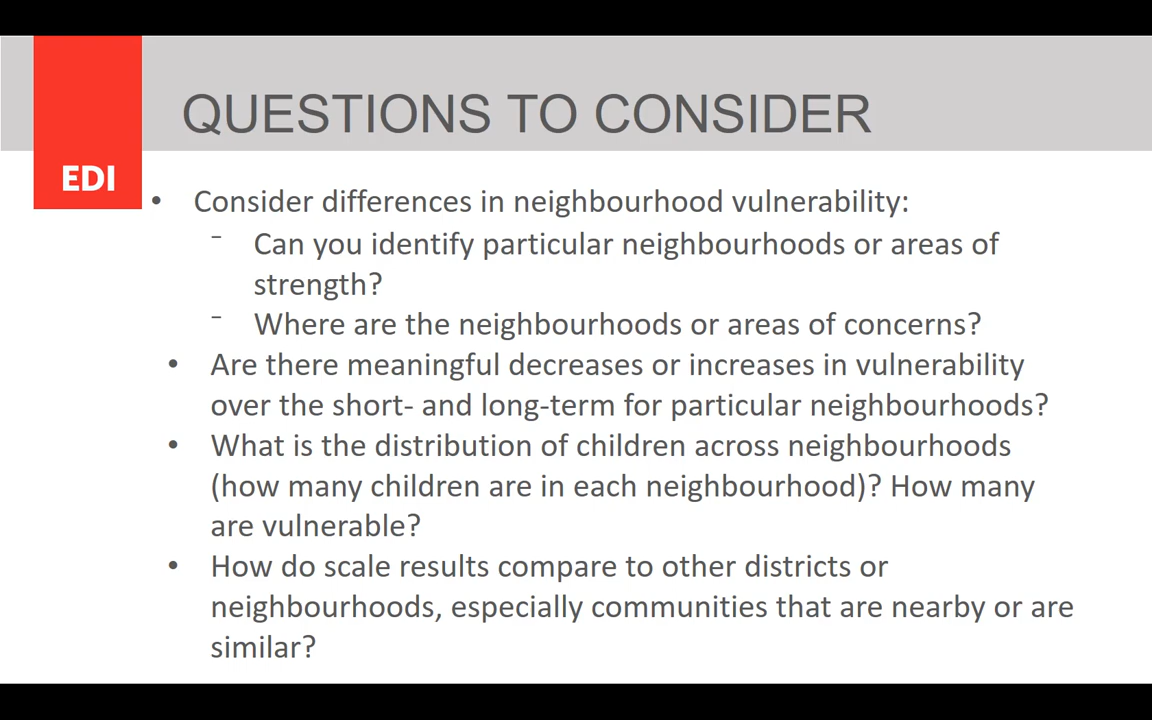 QUESTIONS TO CONSIDER
EDI
• Consider differences in neighbourhood vulnerability:
- Can you identify particular neighbourhoods or areas of
strength?
- Where are the neighbourhoods or areas of concerns?
• Are there meaningful decreases or increases in vulnerability
over the short- and long-term for particular neighbourhoods?
• What is the distribution of children across neighbourhoods
(how many children are in each neighbourhood)? How many
are vulnerable?
• How do scale results compare to other districts or
neighbourhoods, especially communities that are nearby or are
similar?